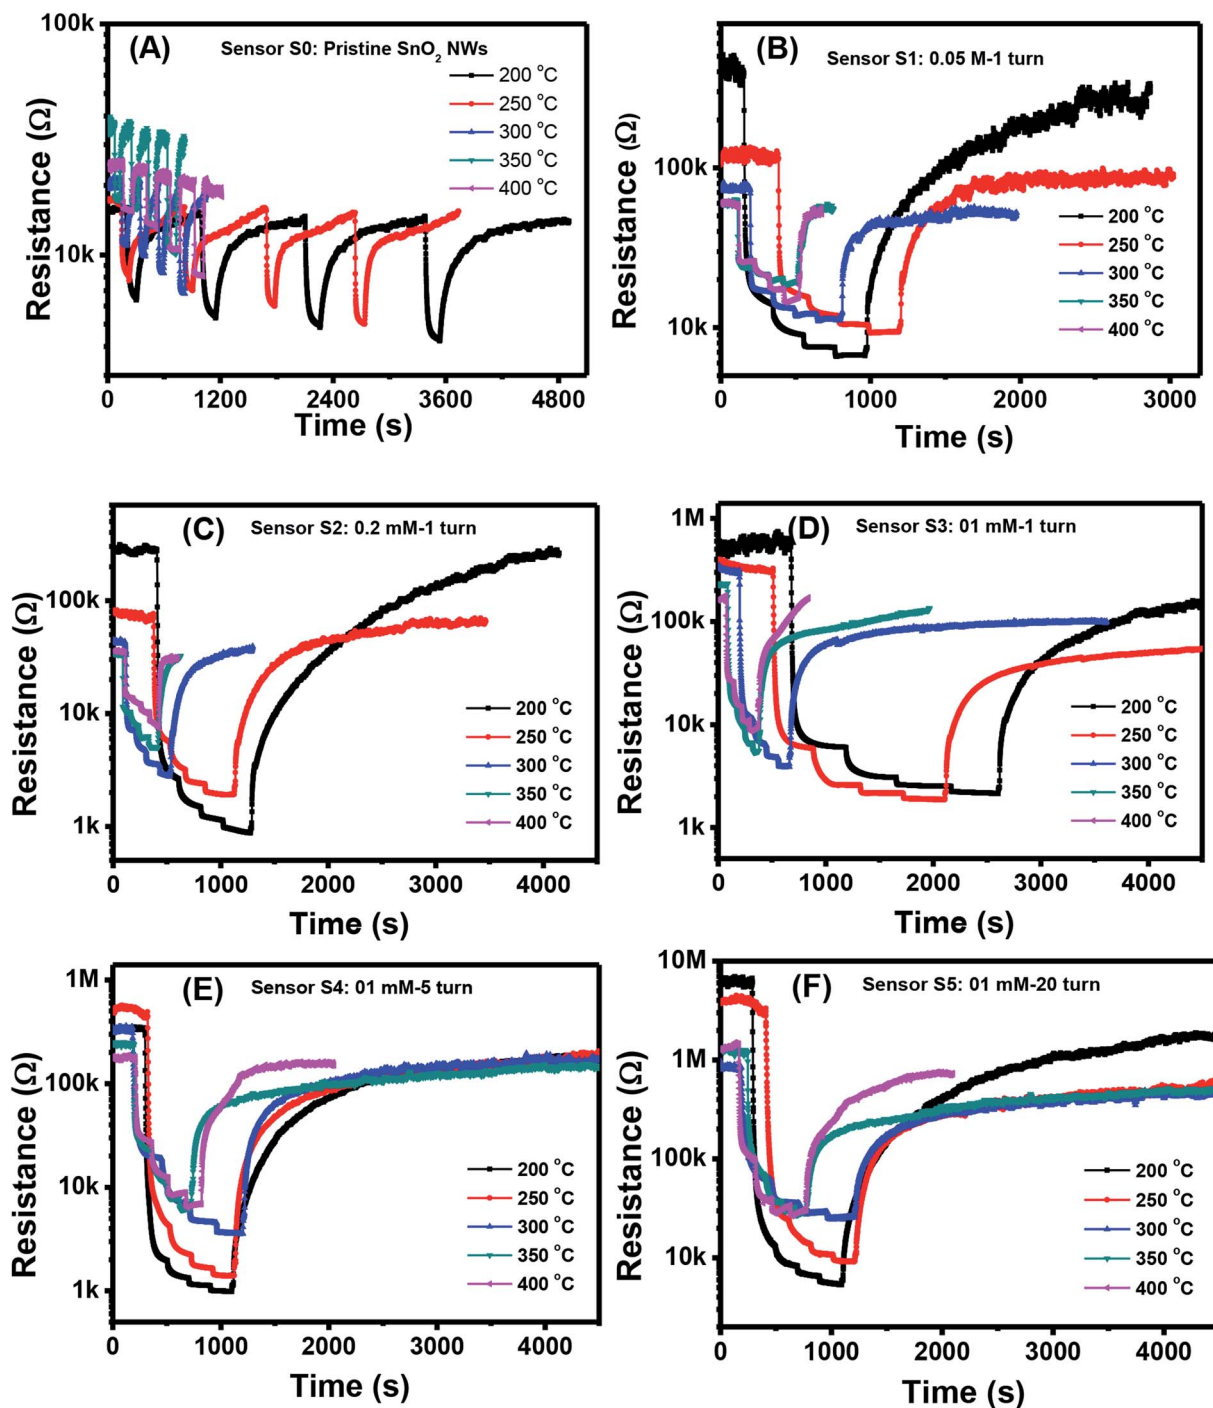 100k
10k
Resistance (Ω)
(A)
Sensor S0: Pristine SnO2 NWs
200 °C
250 °C
300 °C
350 °C
400 °C
0 1200 2400 3600 4800
Time (s)
100k
10k
Resistance (Ω)
(B)
Sensor S1: 0.05 M-1 turn
200 °C
250 °C
300 °C
350 °C
400 °C
0 1000 2000 3000
Time (s)
100k
10k
1k
Resistance (Ω)
(C)
Sensor S2: 0.2 mM-1 turn
200 °C
250 °C
300 °C
350 °C
400 °C
0 1000 2000 3000 4000
Time (s)
1M
100k
10k
1k
Resistance (Ω)
(D)
Sensor S3: 01 mM-1 turn
200 °C
250 °C
300 °C
350 °C
400 °C
0 1000 2000 3000 4000
Time (s)
1M
100k
10k
1k
Resistance (Ω)
(E)
Sensor S4: 01 mM-5 turn
200 °C
250 °C
300 °C
350 °C
400 °C
0 1000 2000 3000 4000
Time (s)
10M
1M
100k
10k
Resistance (Ω)
(F)
Sensor S5: 01 mM-20 turn
200 °C
250 °C
300 °C
350 °C
400 °C
0 1000 2000 3000 4000
Time (s)